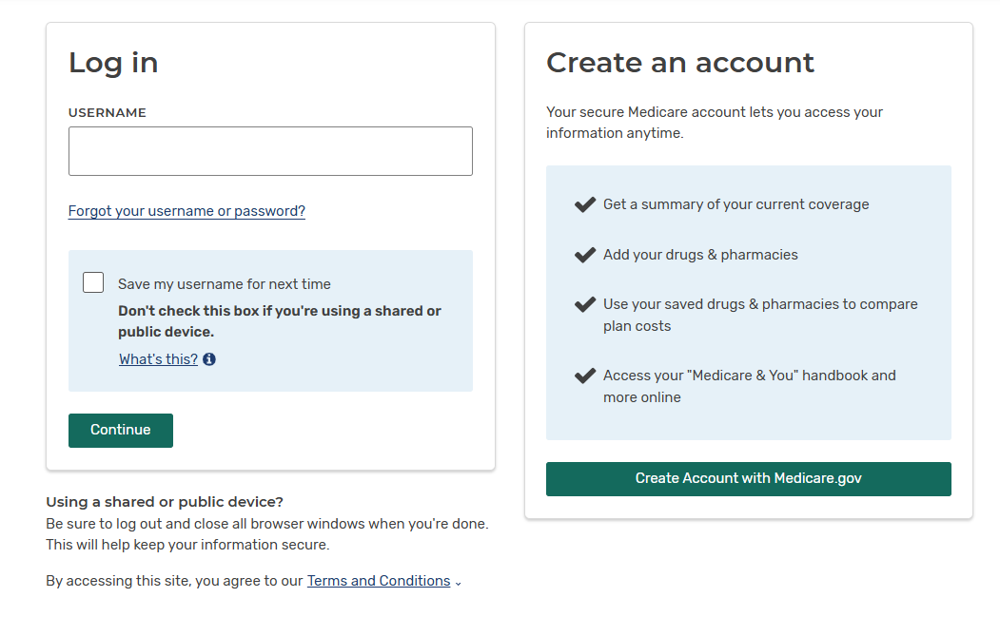 Log in
USERNAME
Forgot your username or password?
Save my username for next time
Don't check this box if you're using a shared or
public device.
What's this?
Continue
Using a shared or public device?
Be sure to log out and close all browser windows when you're done.
This will help keep your information secure.
By accessing this site, you agree to our Terms and Conditions
Create an account
Your secure Medicare account lets you access your
information anytime.
Get a summary of your current coverage
Add your drugs & pharmacies
Use your saved drugs & pharmacies to compare
plan costs
Access your "Medicare & You" handbook and
more online
Create Account with Medicare.gov